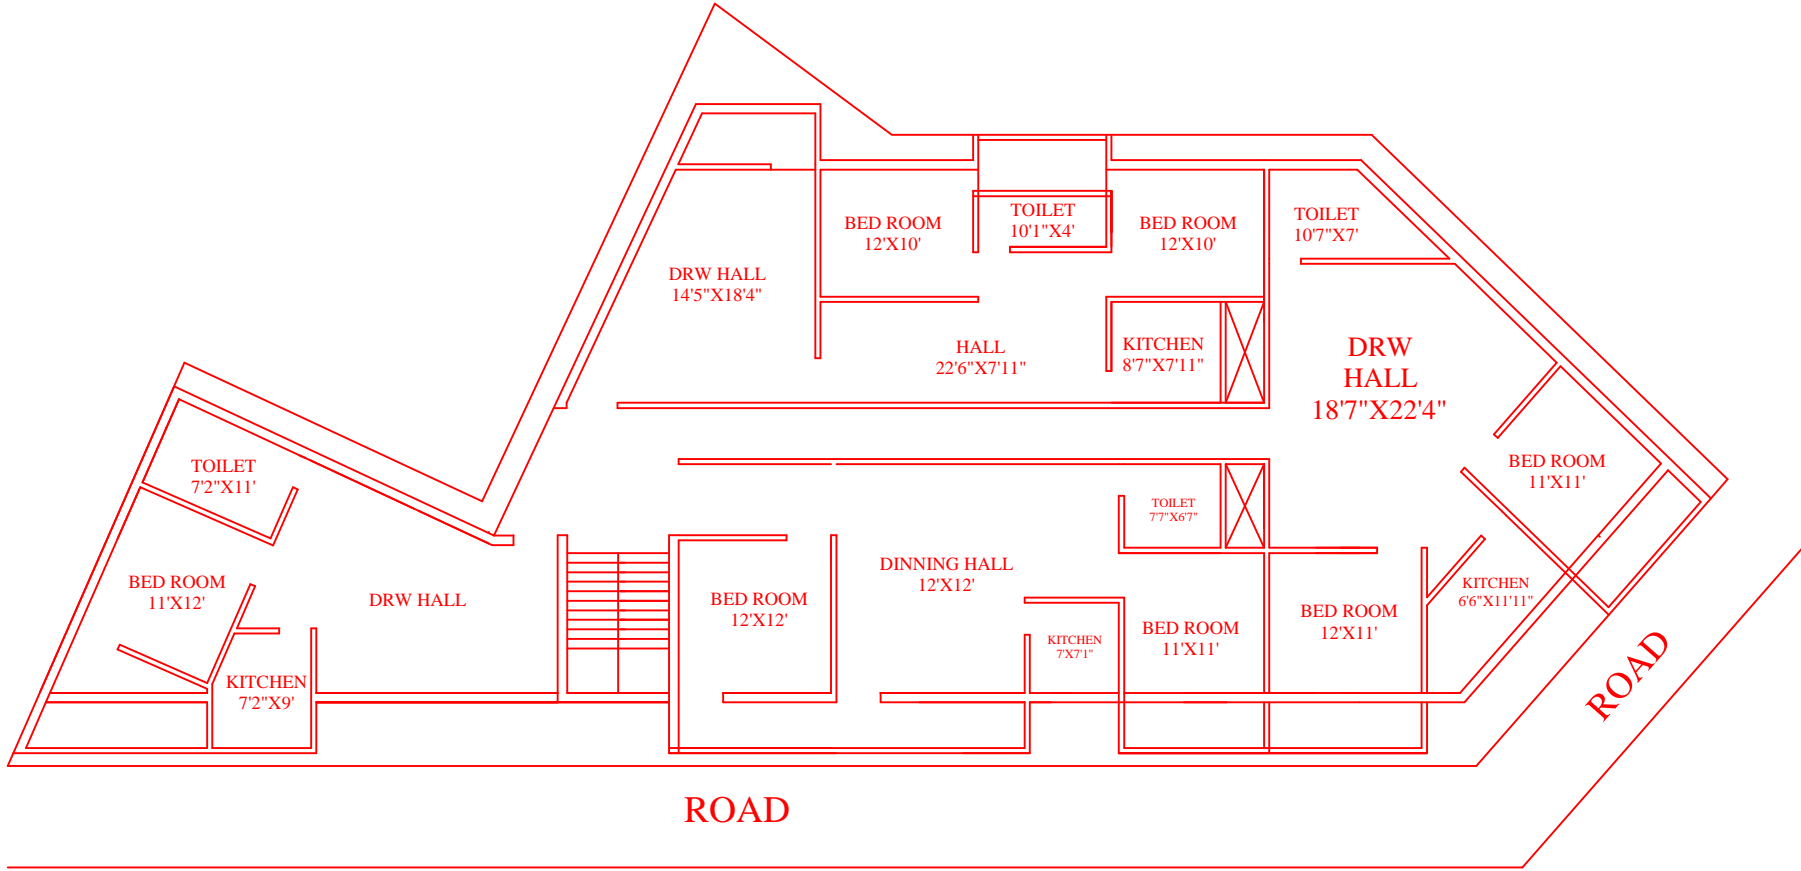 BED ROOM
12'X10'
TOILET
10'1"X4'
BED ROOM
12'X10'
TOILET
10'7"X7'
DRW HALL
14'5"X18'4"
HALL
22'6"X7'11"
KITCHEN
8'7"X7'11"
DRW
HALL
18'7"X22'4"
TOILET
7'2"X11'
BED ROOM
11'X11'
TOILET
7'7"X6'7"
BED ROOM
11'X12'
DRW HALL
BED ROOM
12'X12'
DINNING HALL
12'X12'
KITCHEN
6'6"X11'11"
BED ROOM
12'X11'
KITCHEN
7'X7'1"
BED ROOM
11'X11'
KITCHEN
7'2"X9'
ROAD
ROAD